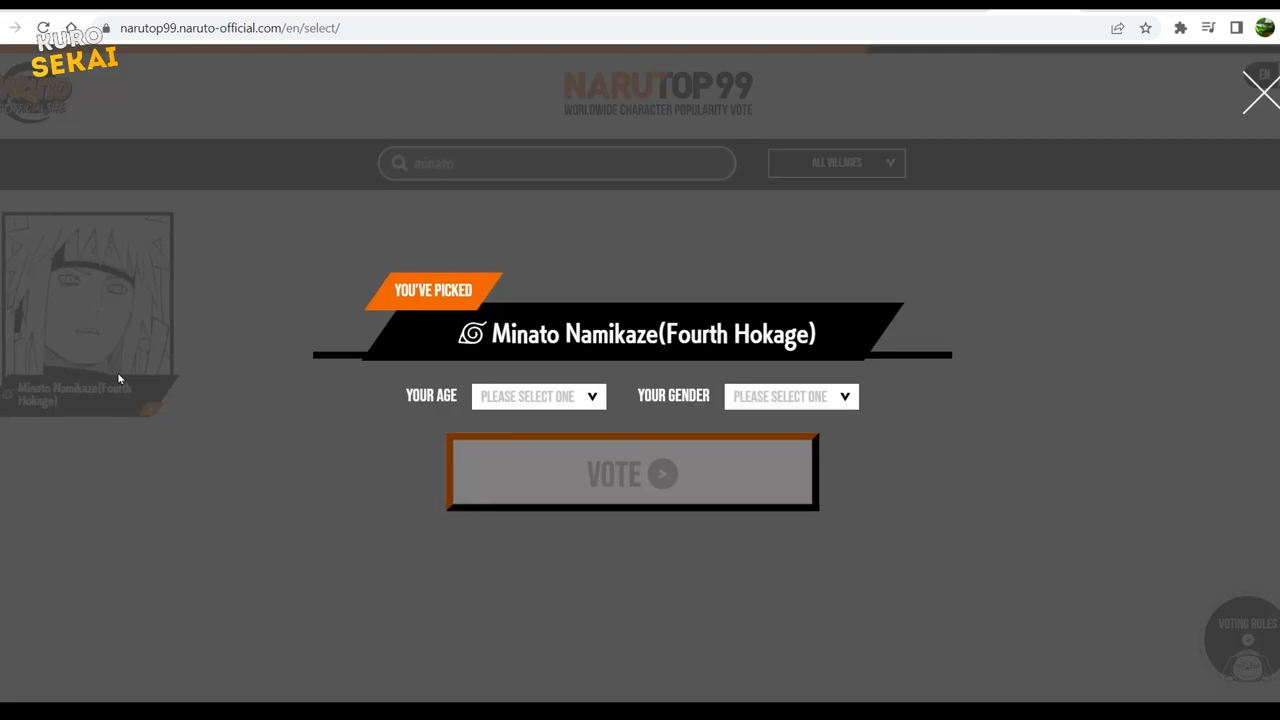 narutop99.naruto-official.com/en/select/
KURO
SEKAI
EN
NARUTOP99
WORLDWIDE CHARACTER POPULARITY VOTE
minato
ALL VILLAGES
YOU'VE PICKED
Minato Namikaze(Fourth Hokage)
YOUR AGE PLEASE SELECT ONE YOUR GENDER PLEASE SELECT ONE
Minato Namikaze(Fourth
Hokage)
VOTE >
VOTING RULES